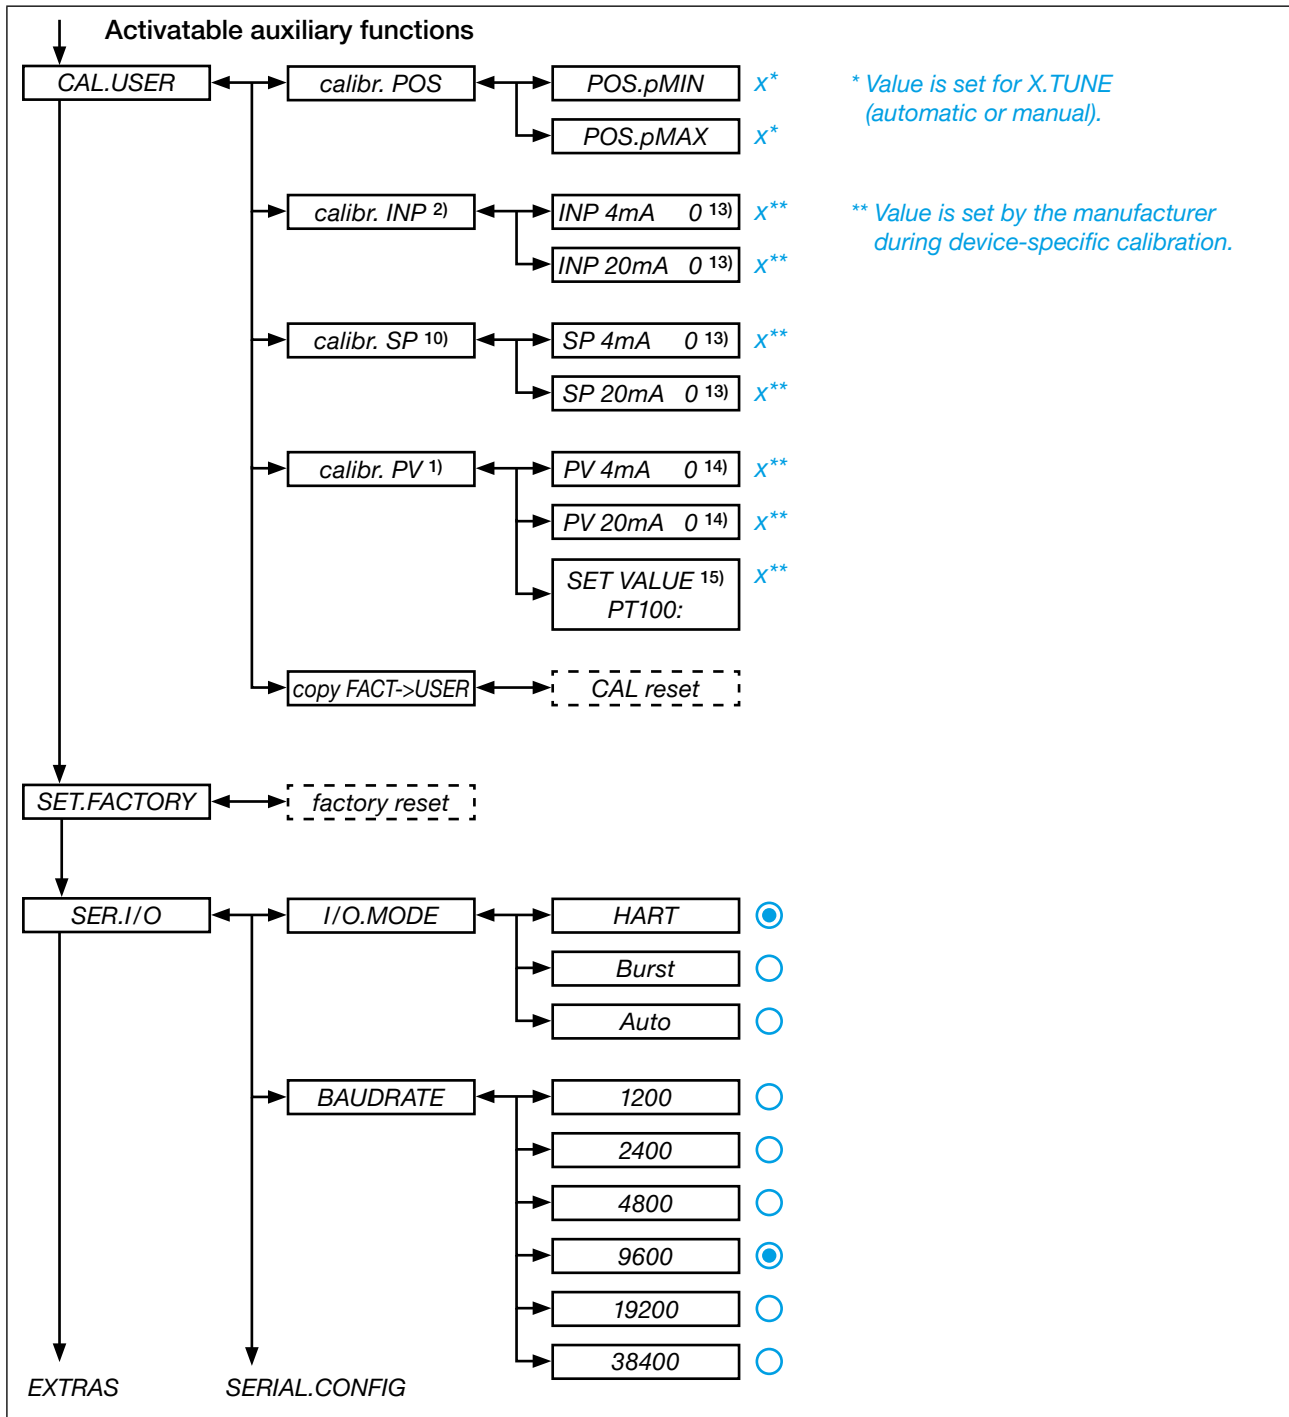 Activatable auxiliary functions
CAL.USER
calibr. POS
POS.pMIN
x*
* Value is set for X.TUNE
(automatic or manual).
POS.pMAX
x*
calibr. INP 2)
INP 4mA 0 13)
x**
** Value is set by the manufacturer
during device-specific calibration.
INP 20mA 0 13)
x**
calibr. SP 10)
SP 4mA 0 13)
x**
SP 20mA 0 13)
x**
calibr. PV 1)
PV 4mA 0 14)
x**
PV 20mA 0 14)
x**
SET VALUE 15)
PT100:
x**
copy FACT->USER
CAL reset
SET.FACTORY
factory reset
SER.I/O
I/O.MODE
HART
Burst
Auto
BAUDRATE
1200
2400
4800
9600
19200
38400
EXTRAS
SERIAL.CONFIG